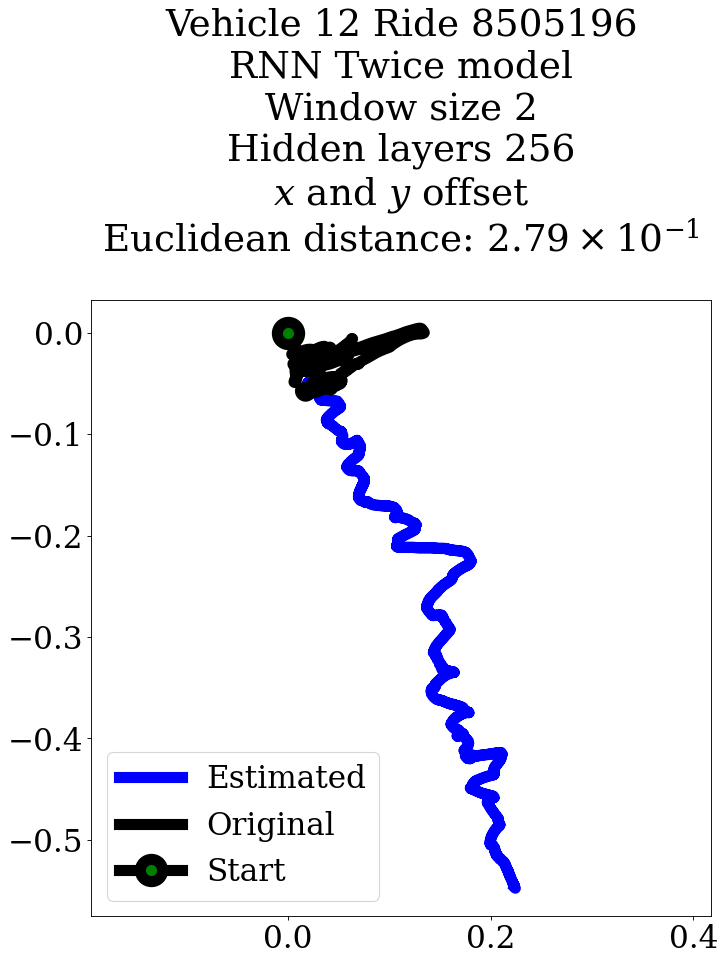 Vehicle 12 Ride 8505196
RNN Twice model
Window size 2
Hidden layers 256
x and y offset
Euclidean distance: 2.79 × 10⁻¹
0.0
−0.1
−0.2
−0.3
−0.4
−0.5
Estimated
Original
Start
0.0 0.2 0.4